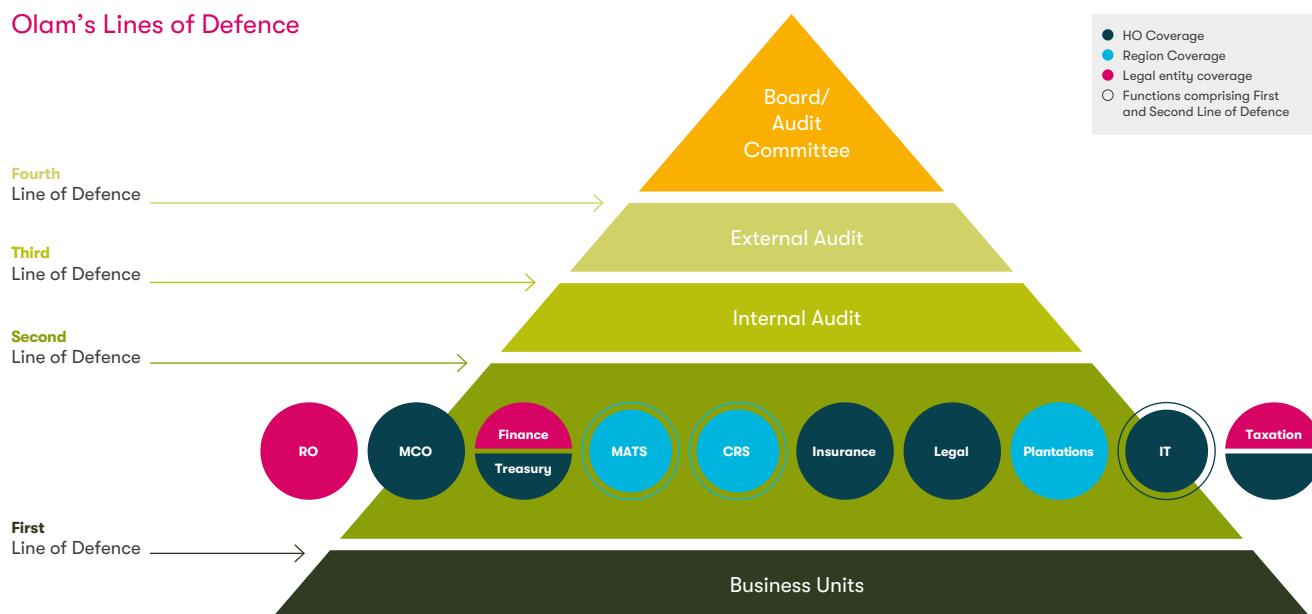 Olam's Lines of Defence
HO Coverage
Region Coverage
Legal entity coverage
Functions comprising First
and Second Line of Defence
Board/
Audit
Committee
Fourth
Line of Defence
External Audit
Third
Line of Defence
Internal Audit
Second
Line of Defence
RO
MCO
Finance
Treasury
MATS
CRS
Insurance
Legal
Plantations
IT
Taxation
First
Line of Defence
Business Units